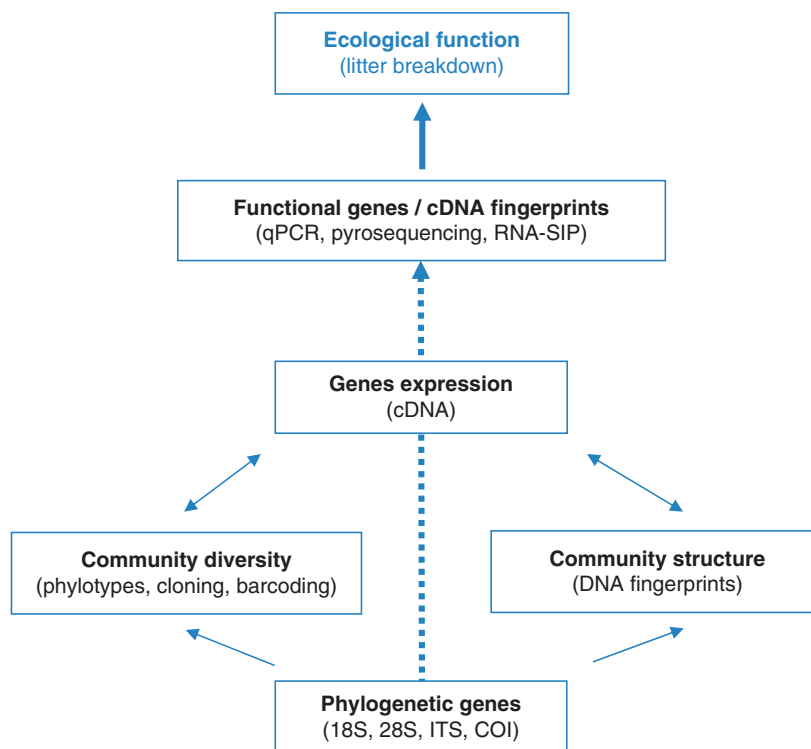 Ecological function
(litter breakdown)
Functional genes / cDNA fingerprints
(qPCR, pyrosequencing, RNA-SIP)
Genes expression
(cDNA)
Community diversity
(phylotypes, cloning, barcoding)
Community structure
(DNA fingerprints)
Phylogenetic genes
(18S, 28S, ITS, COI)